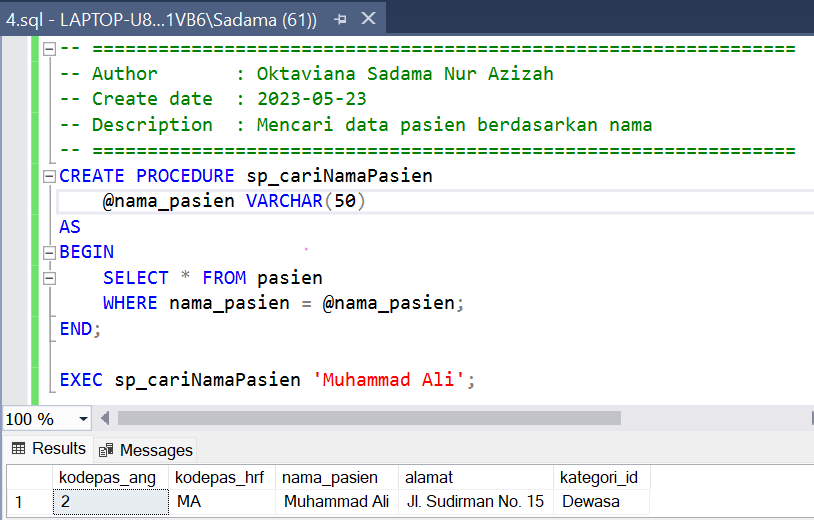 4.sql - LAPTOP-U8...1VB6\Sadama (61))
-- ================================================================
-- Author       : Oktaviana Sadama Nur Azizah
-- Create date  : 2023-05-23
-- Description  : Mencari data pasien berdasarkan nama
-- ================================================================
CREATE PROCEDURE sp_cariNamaPasien
    @nama_pasien VARCHAR(50)
AS
BEGIN
    SELECT * FROM pasien
    WHERE nama_pasien = @nama_pasien;
END;
EXEC sp_cariNamaPasien 'Muhammad Ali';
100 %
Results Messages
kodepas_ang kodepas_hrf nama_pasien alamat kategori_id
1 2 MA Muhammad Ali Jl. Sudirman No. 15 Dewasa